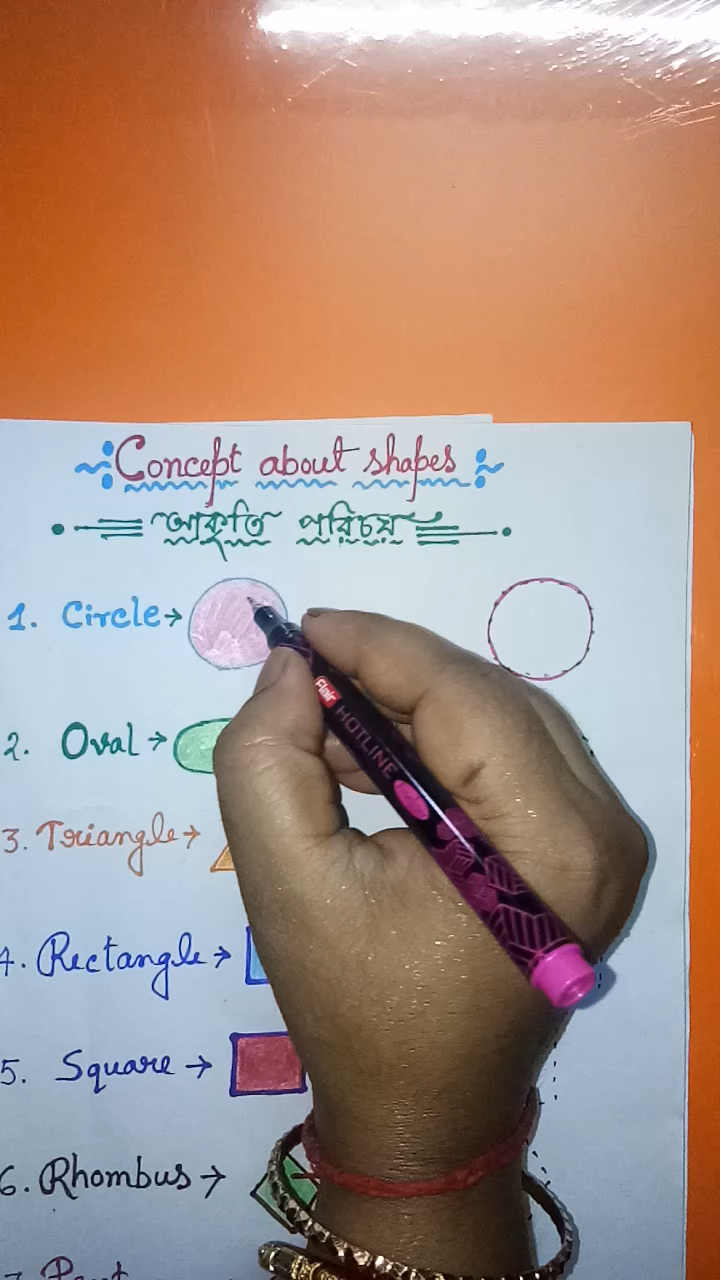 Concept about shapes
আকৃতি পরিচয়
1. Circle →
2. Oval →
3. Triangle →
4. Rectangle →
5. Square →
6. Rhombus →
Flair HOTLINE